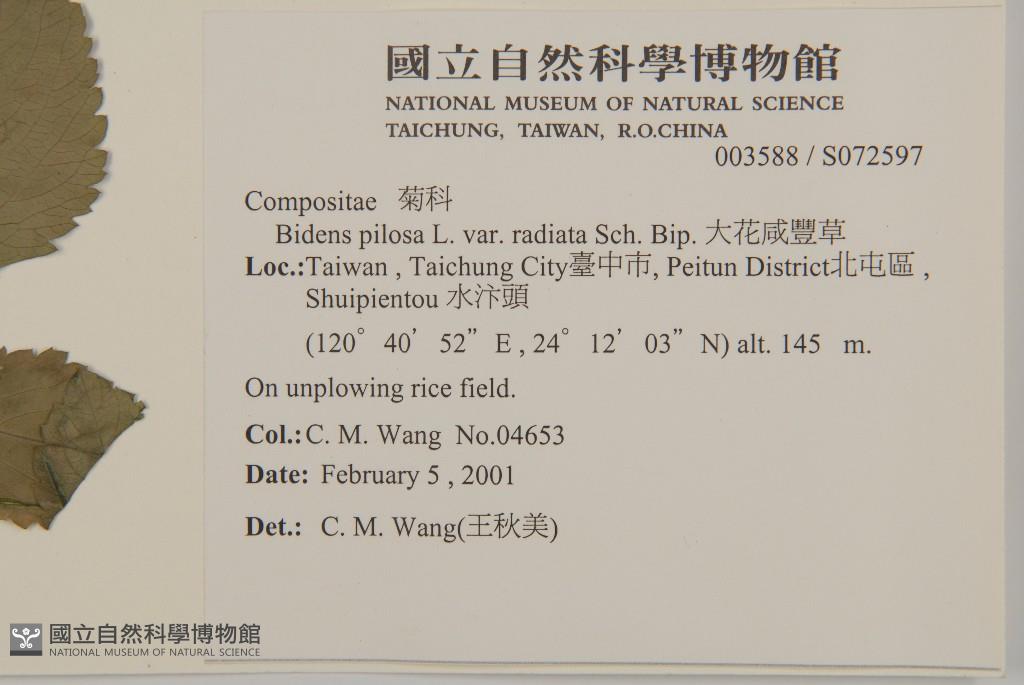 國立自然科學博物館
NATIONAL MUSEUM OF NATURAL SCIENCE
TAICHUNG, TAIWAN, R.O.CHINA
003588 / S072597
Compositae 菊科
Bidens pilosa L. var. radiata Sch. Bip. 大花咸豐草
Loc.:Taiwan , Taichung City臺中市, Peitun District北屯區 ,
Shuipientou 水汴頭
(120° 40’ 52” E , 24° 12’ 03” N) alt. 145 m.
On unplowing rice field.
Col.: C. M. Wang No.04653
Date: February 5 , 2001
Det.: C. M. Wang(王秋美)
國立自然科學博物館
NATIONAL MUSEUM OF NATURAL SCIENCE